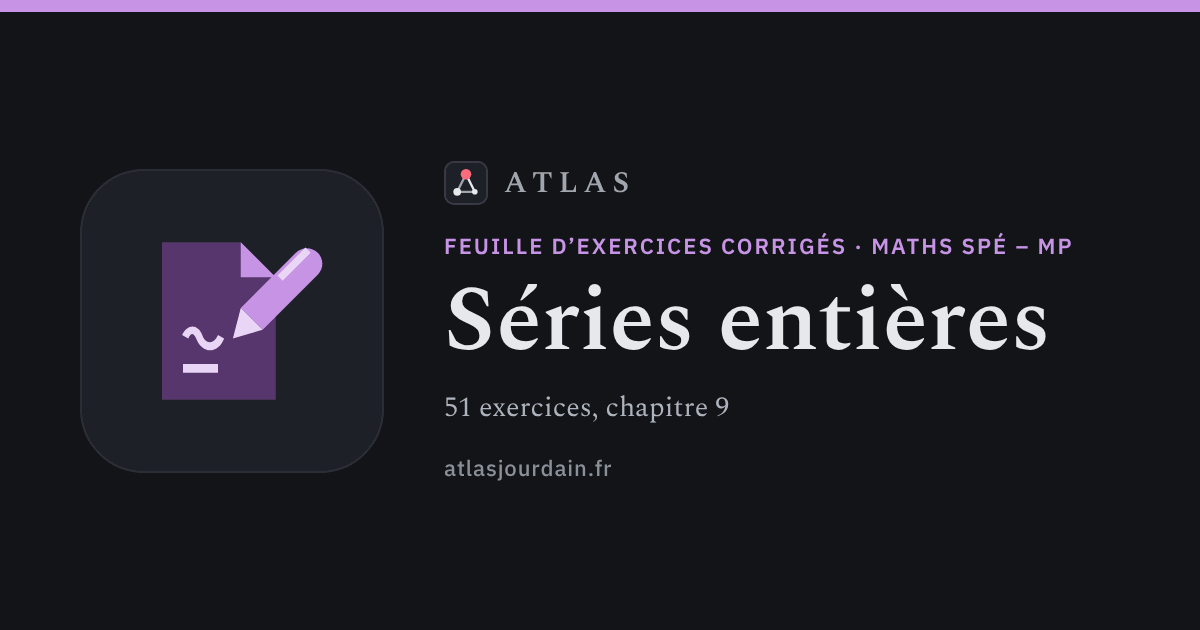 ATLAS
FEUILLE D’EXERCICES CORRIGÉS · MATHS SPÉ – MP
Séries entières
51 exercices, chapitre 9
atlasjourdain.fr